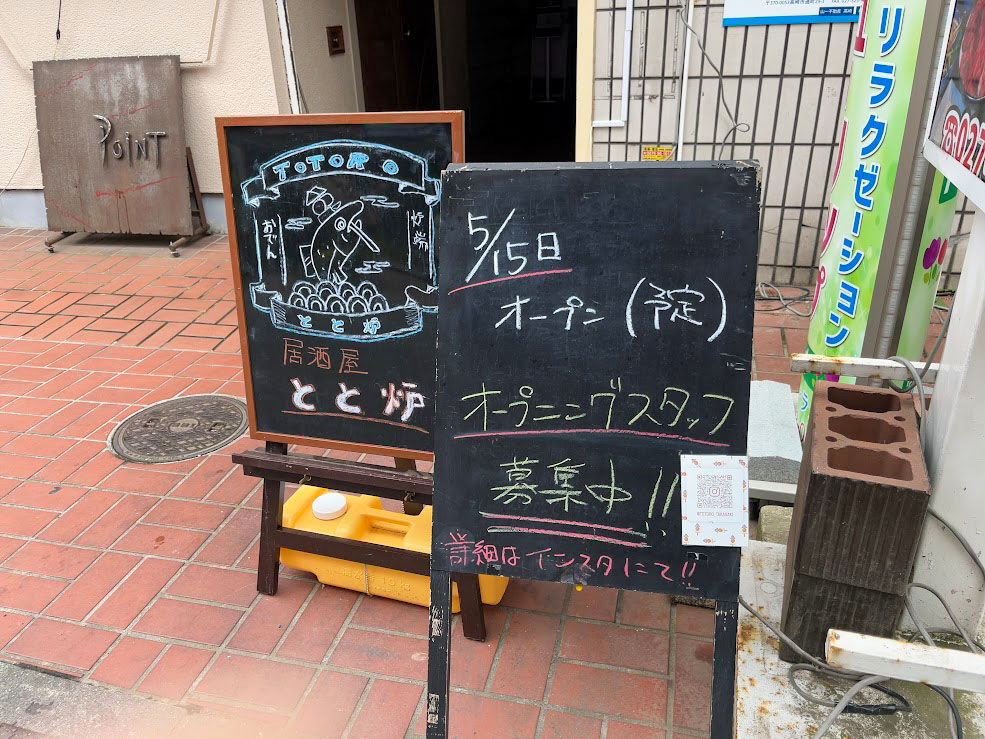 POINT
TOTORO
おでん
炉端
とと炉
居酒屋
とと炉
5/15日
オープン(予定)
オープニングスタッフ
募集中!!
詳細はインスタにて!!
@TOTORO_TAKASAKI
リラクゼーション
☎027